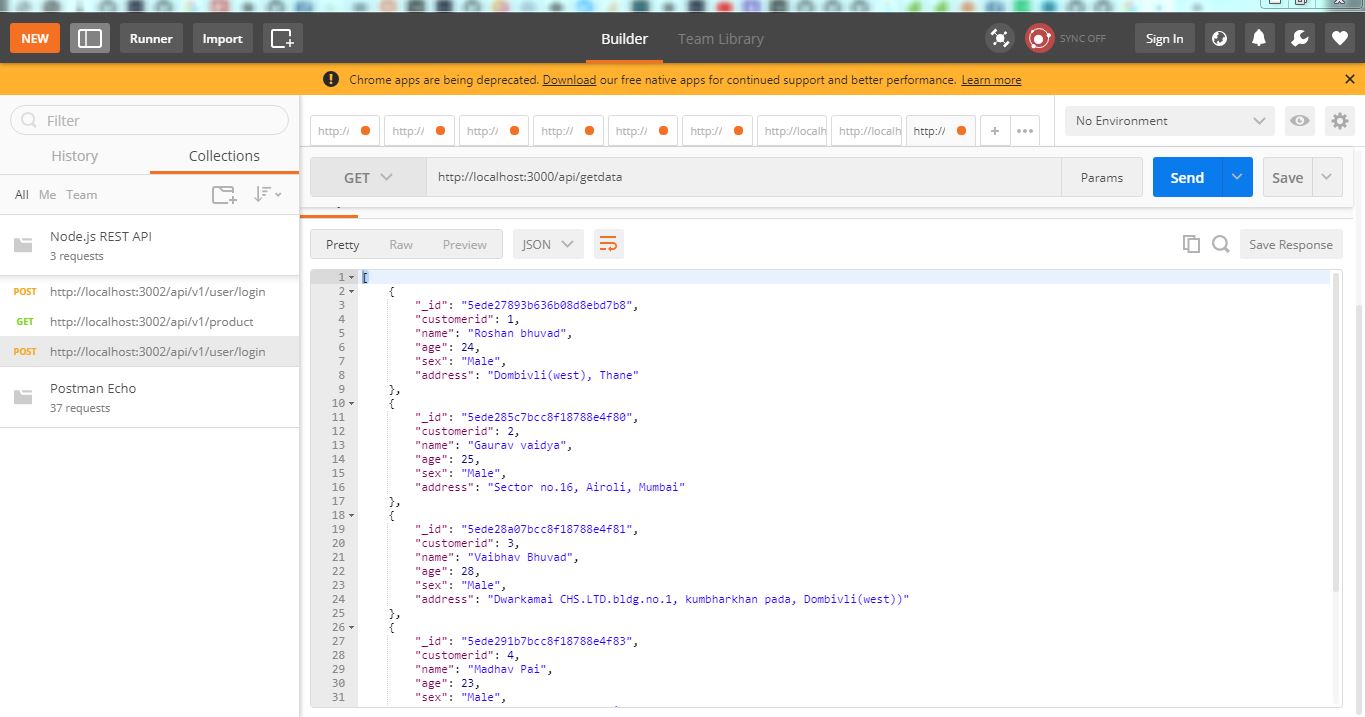 NEW Runner Import Builder Team Library SYNC OFF Sign In
Chrome apps are being deprecated. Download our free native apps for continued support and better performance. Learn more
Filter
History Collections
All Me Team
Node.js REST API
3 requests
POST http://localhost:3002/api/v1/user/login
GET http://localhost:3002/api/v1/product
POST http://localhost:3002/api/v1/user/login
Postman Echo
37 requests
http:// http:// http:// http:// http:// http:// http://localh http://localh http:// + •••
No Environment
GET http://localhost:3000/api/getdata Params Send Save
Pretty Raw Preview JSON Save Response
1 [
2 {
3 "_id": "5ede27893b636b08d8ebd7b8",
4 "customerid": 1,
5 "name": "Roshan bhuvad",
6 "age": 24,
7 "sex": "Male",
8 "address": "Dombivli(west), Thane"
9 },
10 {
11 "_id": "5ede285c7bcc8f18788e4f80",
12 "customerid": 2,
13 "name": "Gaurav vaidya",
14 "age": 25,
15 "sex": "Male",
16 "address": "Sector no.16, Airoli, Mumbai"
17 },
18 {
19 "_id": "5ede28a07bcc8f18788e4f81",
20 "customerid": 3,
21 "name": "Vaibhav Bhuvad",
22 "age": 28,
23 "sex": "Male",
24 "address": "Dwarkamai CHS.LTD.bldg.no.1, kumbharkhan pada, Dombivli(west))"
25 },
26 {
27 "_id": "5ede291b7bcc8f18788e4f83",
28 "customerid": 4,
29 "name": "Madhav Pai",
30 "age": 23,
31 "sex": "Male",